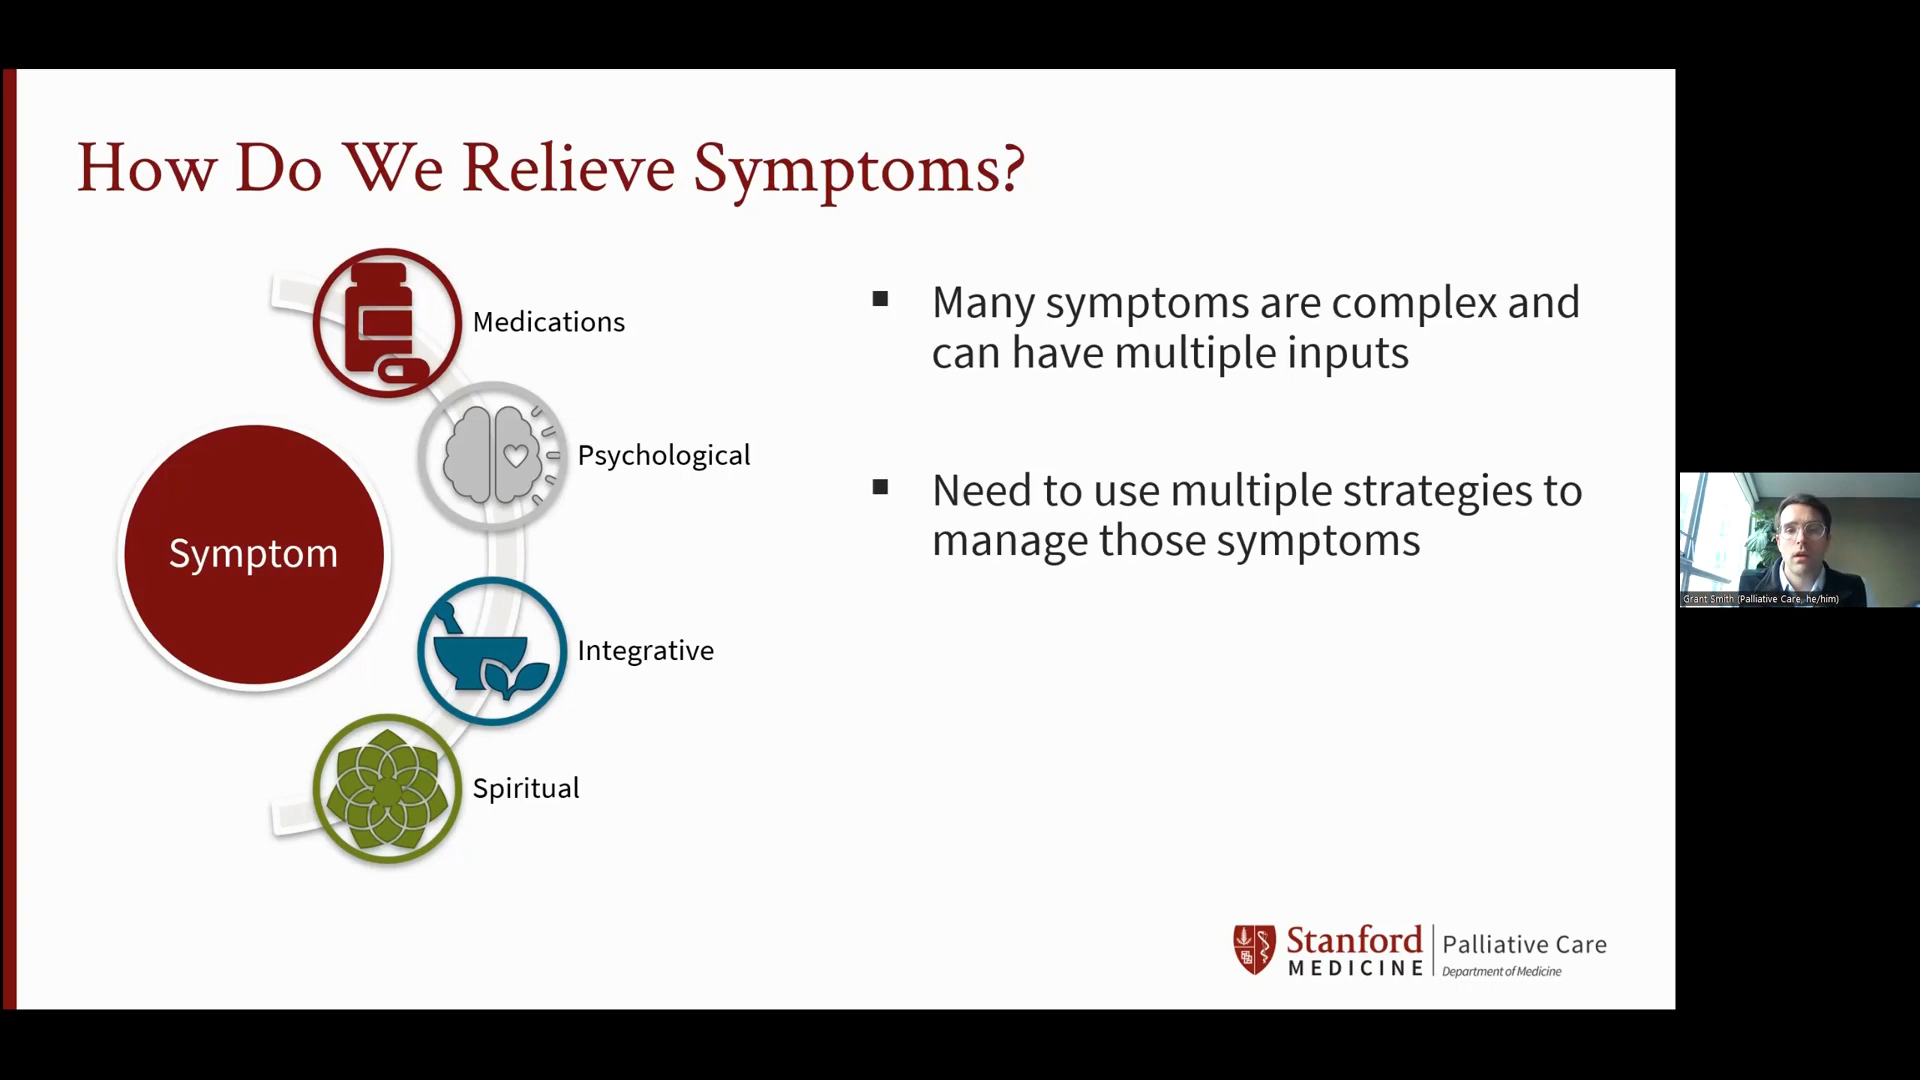 How Do We Relieve Symptoms?
Medications
Psychological
Symptom
Integrative
Spiritual
▪ Many symptoms are complex and
can have multiple inputs
▪ Need to use multiple strategies to
manage those symptoms
Grant Smith (Palliative Care, he/him)
Stanford
MEDICINE
Palliative Care
Department of Medicine